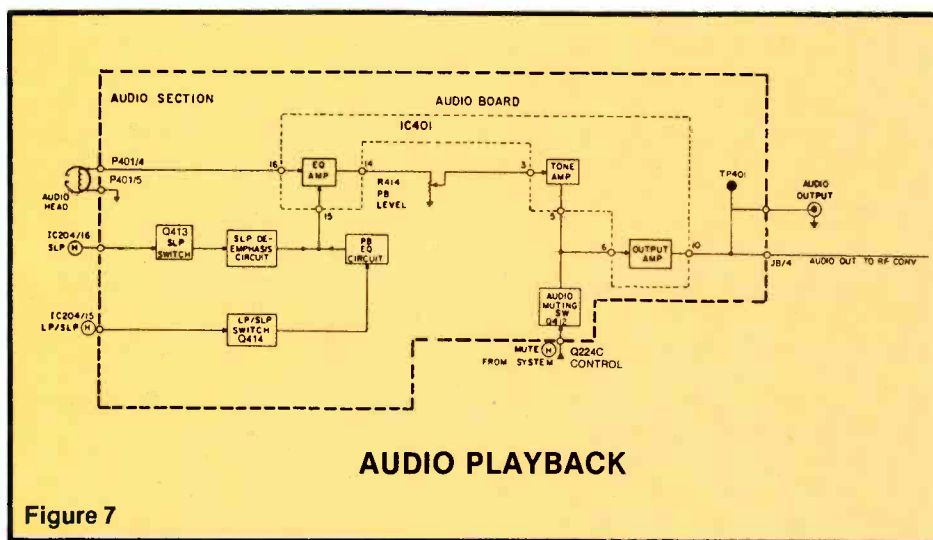 AUDIO SECTION
AUDIO BOARD
IC401
P401/4
P401/5
AUDIO
HEAD
16
EQ
AMP
14
15
R414
PB
LEVEL
3
TONE
AMP
5
TP401
AUDIO
OUTPUT
IC204/16
SLP H
Q413
SLP
SWITCH
SLP DE-
EMPHASIS
CIRCUIT
PB
EQ
CIRCUIT
6
OUTPUT
AMP
10
J8/4
AUDIO OUT TO RF CONV
IC204/15
LP/SLP H
LP/SLP
SWITCH
Q414
AUDIO
MUTING
SW
Q412
MUTE H Q224C
FROM SYSTEM CONTROL
AUDIO PLAYBACK
Figure 7